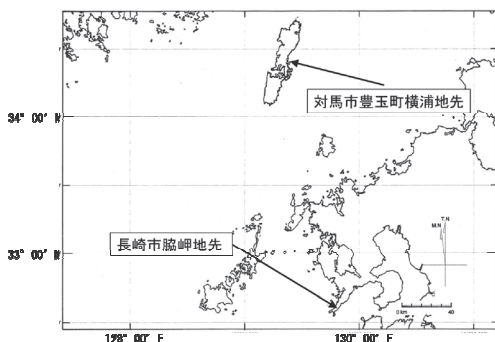 対馬市豊玉町横浦地先
34° 00' N
T.N
M.N
33° 00' N
長崎市脇岬地先
0 km 40
128° 00' E
130° 00' E